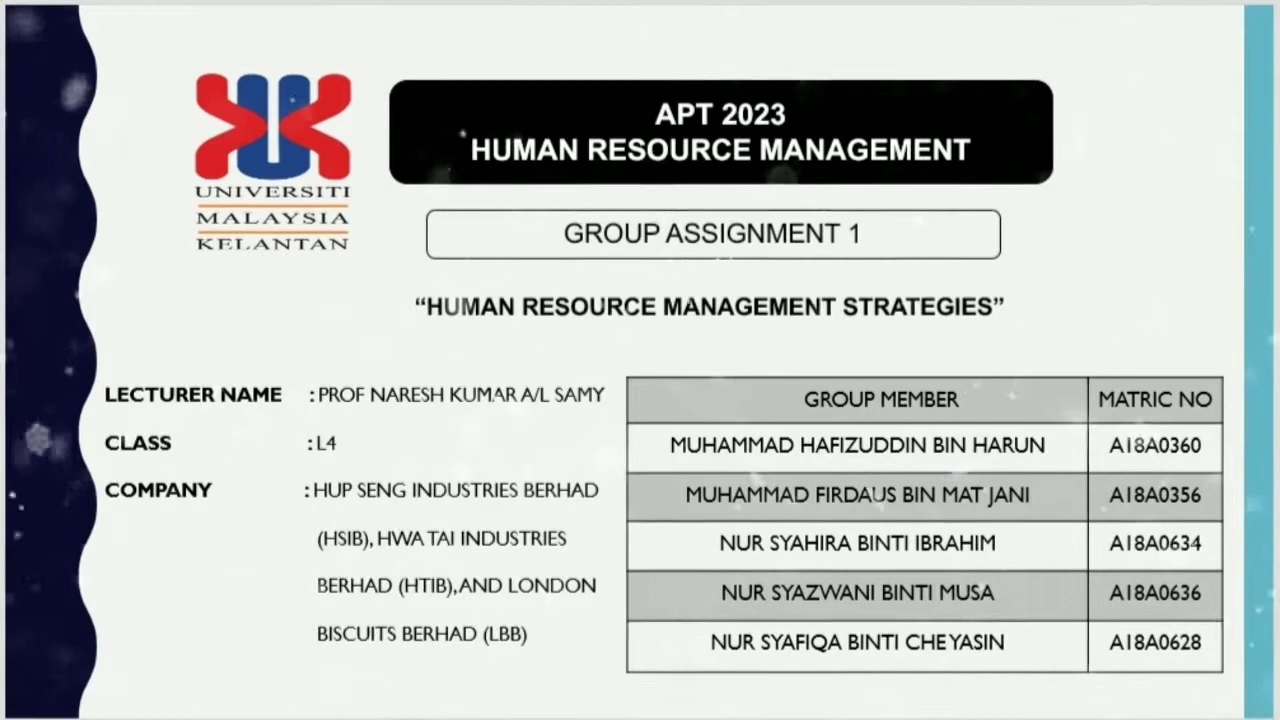 UNIVERSITI
MALAYSIA
KELANTAN
APT 2023
HUMAN RESOURCE MANAGEMENT
GROUP ASSIGNMENT 1
“HUMAN RESOURCE MANAGEMENT STRATEGIES”
LECTURER NAME : PROF NARESH KUMAR A/L SAMY
CLASS : L4
COMPANY : HUP SENG INDUSTRIES BERHAD
(HSIB), HWA TAI INDUSTRIES
BERHAD (HTIB), AND LONDON
BISCUITS BERHAD (LBB)
GROUP MEMBER MATRIC NO
MUHAMMAD HAFIZUDDIN BIN HARUN A18A0360
MUHAMMAD FIRDAUS BIN MAT JANI A18A0356
NUR SYAHIRA BINTI IBRAHIM A18A0634
NUR SYAZWANI BINTI MUSA A18A0636
NUR SYAFIQA BINTI CHE YASIN A18A0628